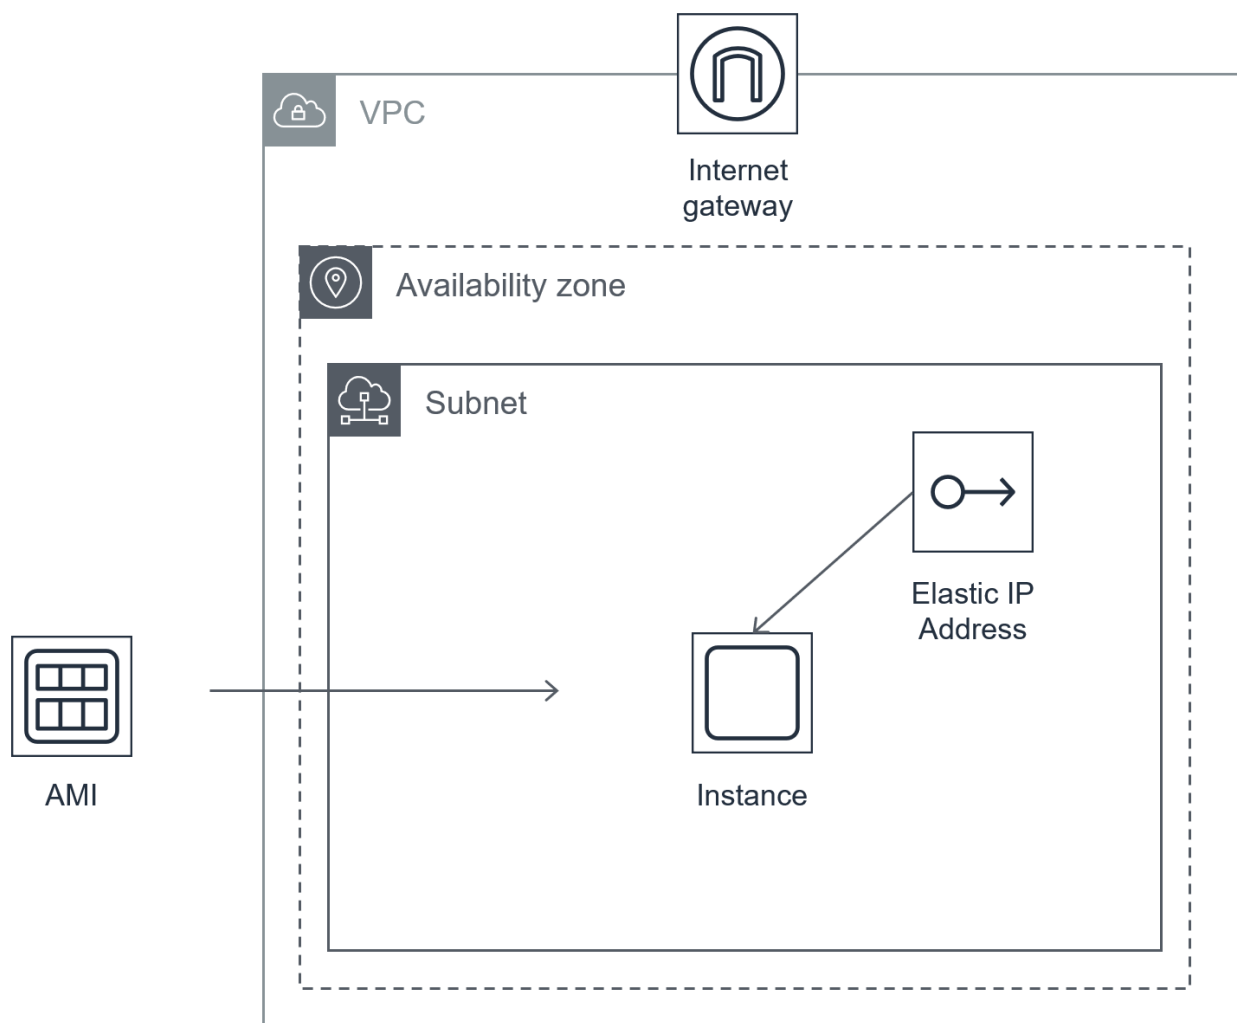 VPC
Internet
gateway
Availability zone
Subnet
Elastic IP
Address
AMI
Instance